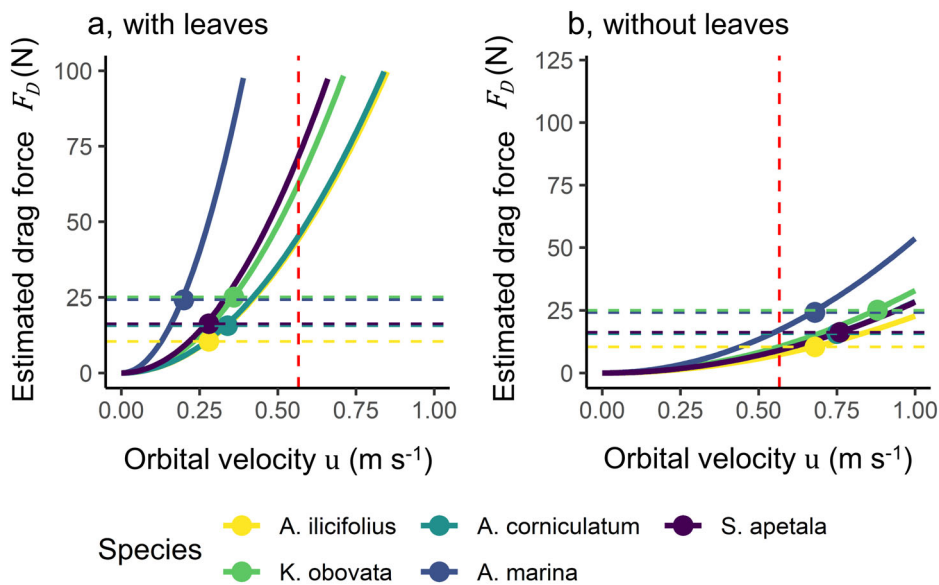 a, with leaves
b, without leaves
Estimated drag force F_D (N)
100
75
50
25
0
0.00 0.25 0.50 0.75 1.00
Orbital velocity u (m s⁻¹)
Estimated drag force F_D (N)
125
100
75
50
25
0
0.00 0.25 0.50 0.75 1.00
Orbital velocity u (m s⁻¹)
Species
A. ilicifolius
A. corniculatum
S. apetala
K. obovata
A. marina